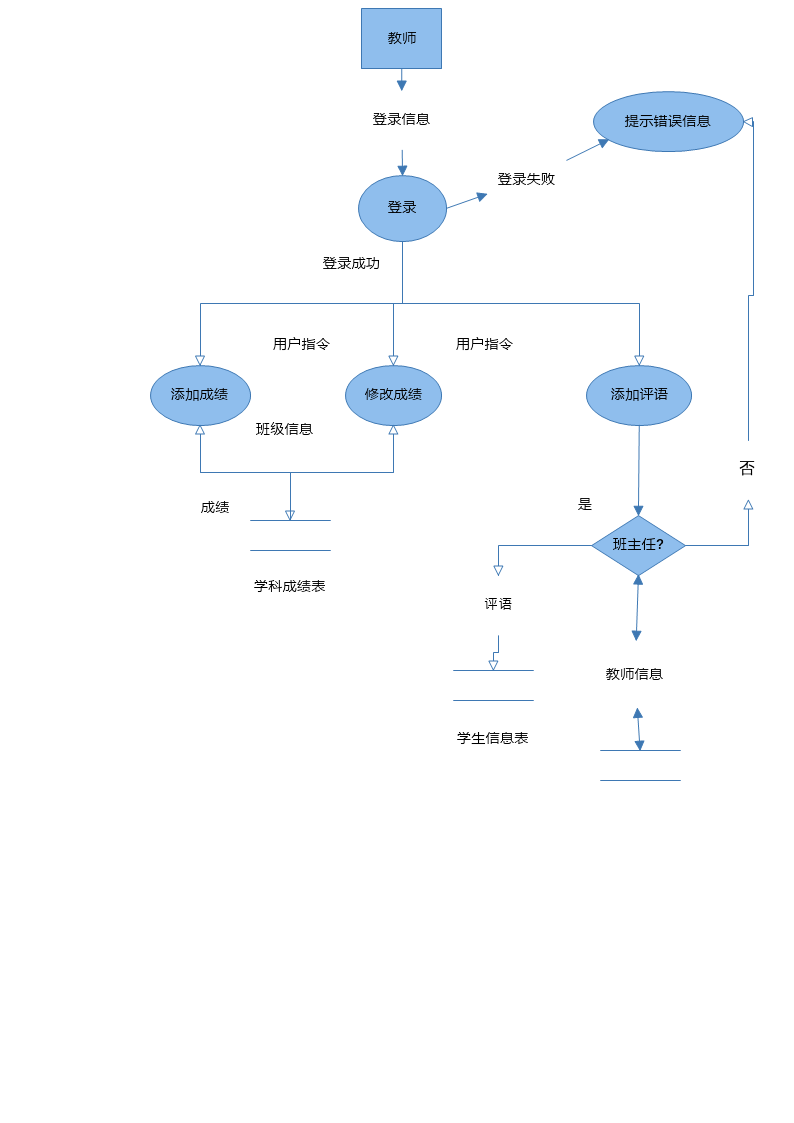 教师
登录信息
提示错误信息
登录失败
登录
登录成功
用户指令
用户指令
添加成绩
修改成绩
添加评语
班级信息
否
成绩
是
班主任?
学科成绩表
评语
教师信息
学生信息表